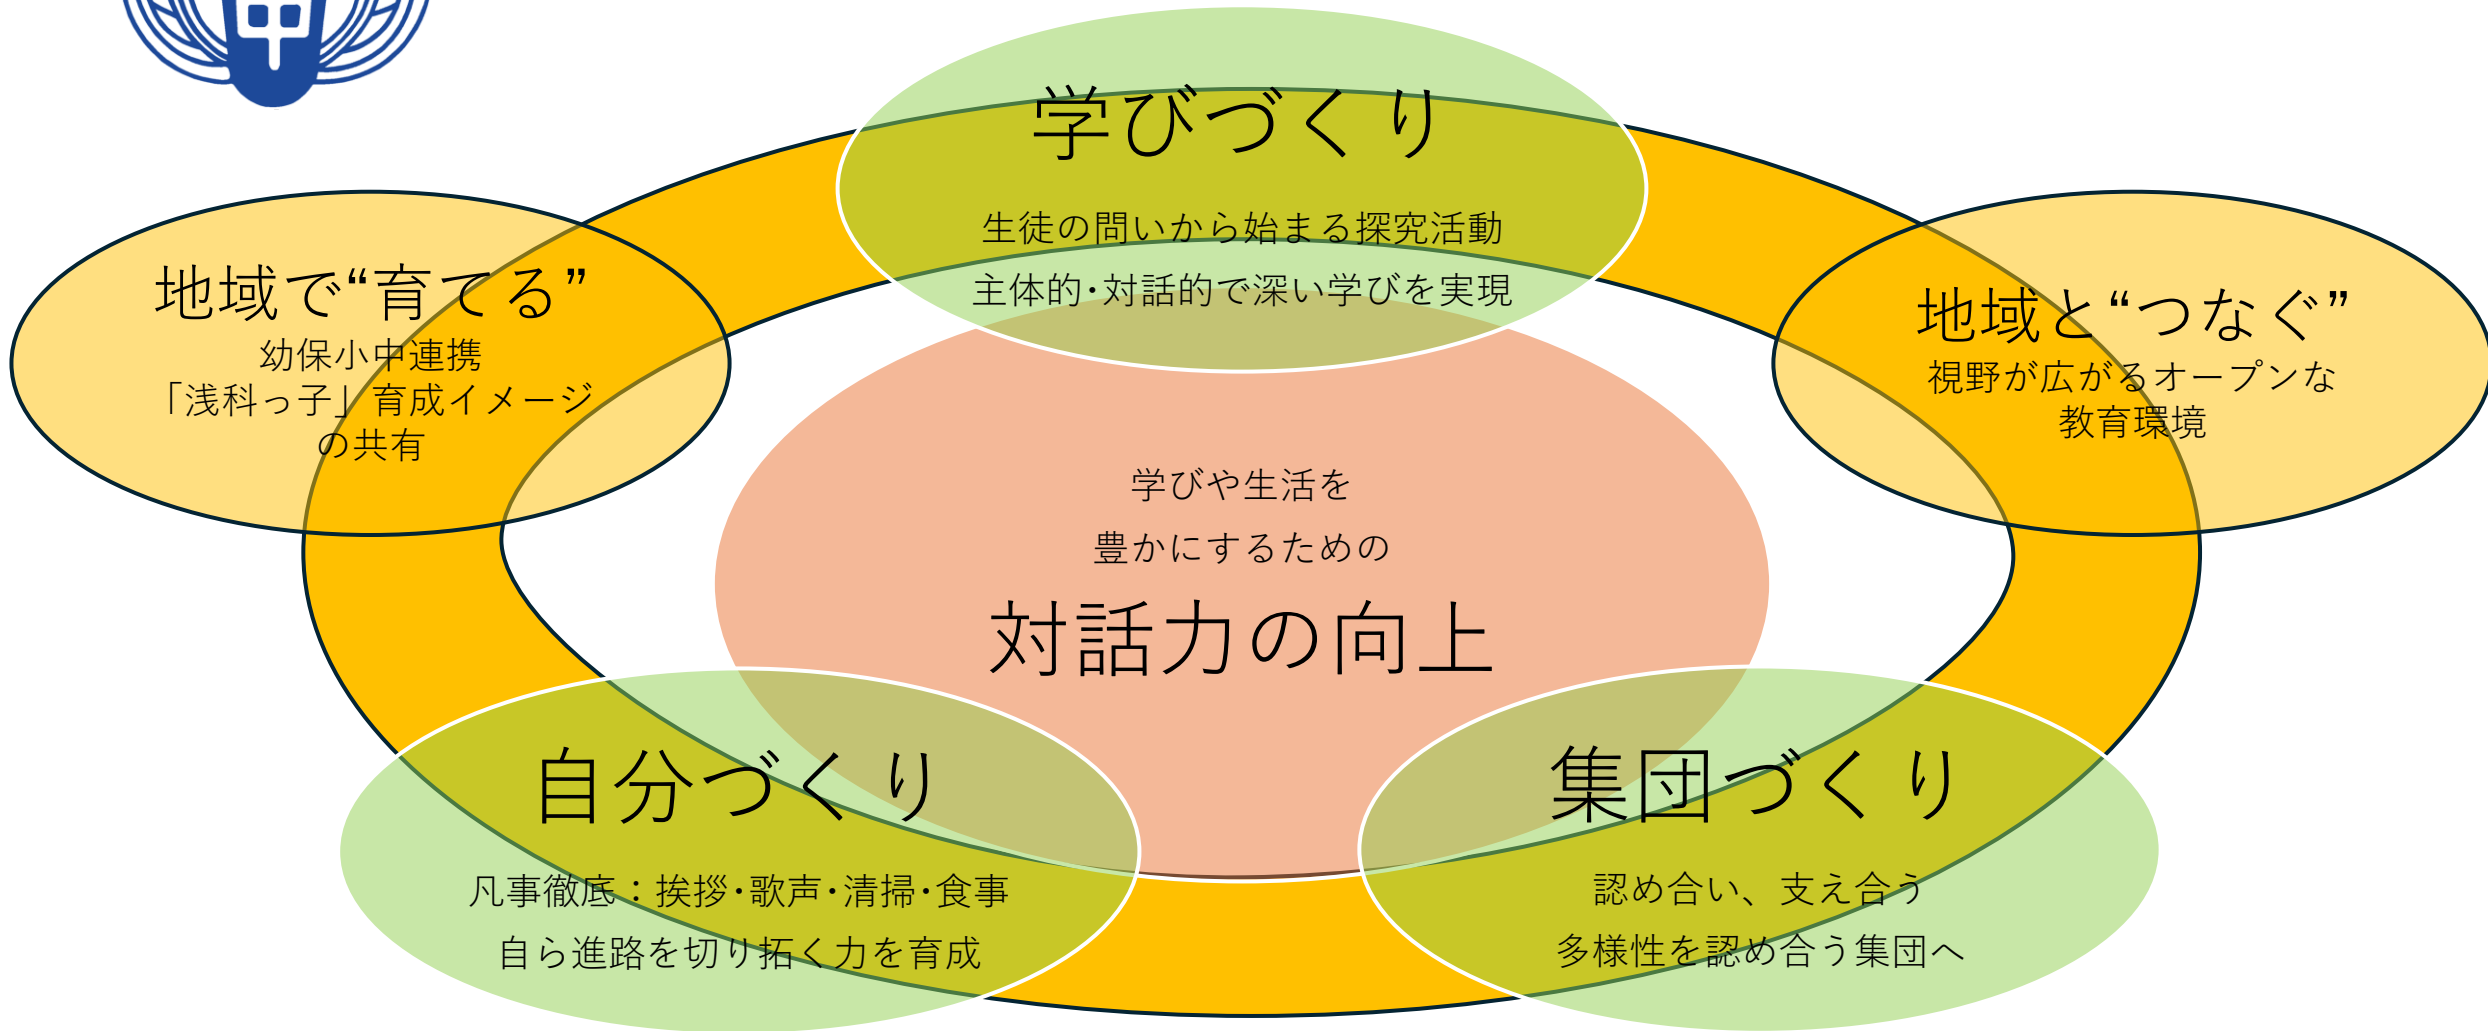 中
学びづくり
生徒の問いから始まる探究活動
主体的･対話的で深い学びを実現
地域で“育てる”
幼保小中連携
「浅科っ子」育成イメージ
の共有
地域と“つなぐ”
視野が広がるオープンな
教育環境
学びや生活を
豊かにするための
対話力の向上
自分づくり
凡事徹底：挨拶･歌声･清掃･食事
自ら進路を切り拓く力を育成
集団づくり
認め合い、支え合う
多様性を認め合う集団へ